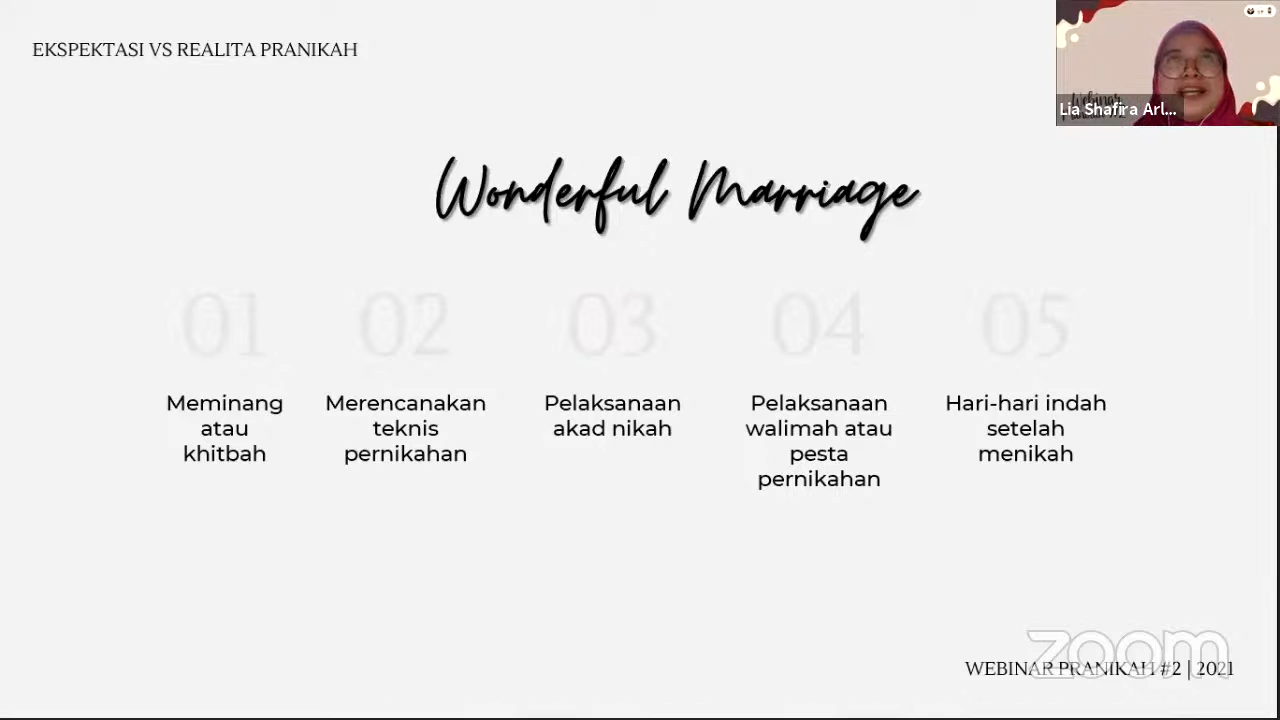 EKSPEKTASI VS REALITA PRANIKAH
Webinar
Lia Shafira Arl...
Wonderful Marriage
01
Meminang
atau
khitbah
02
Merencanakan
teknis
pernikahan
03
Pelaksanaan
akad nikah
04
Pelaksanaan
walimah atau
pesta
pernikahan
05
Hari-hari indah
setelah
menikah
zoom
WEBINAR PRANIKAH #2 | 2021